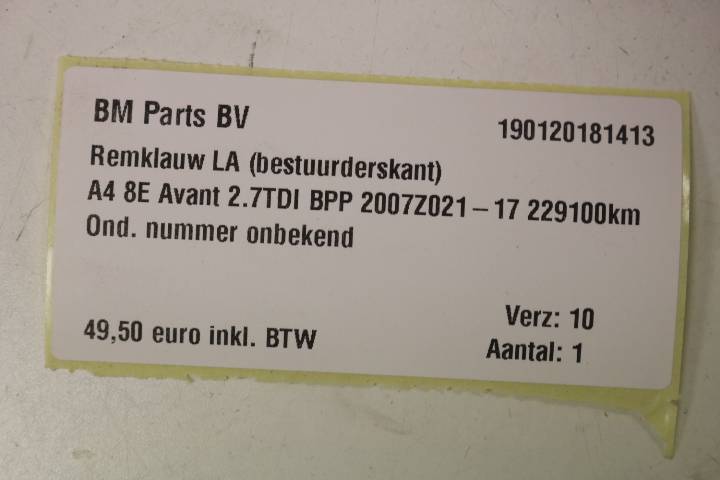 BM Parts BV
190120181413
Remklauw LA (bestuurderskant)
A4 8E Avant 2.7TDI BPP 2007Z021-17 229100km
Ond. nummer onbekend
49,50 euro inkl. BTW
Verz: 10
Aantal: 1